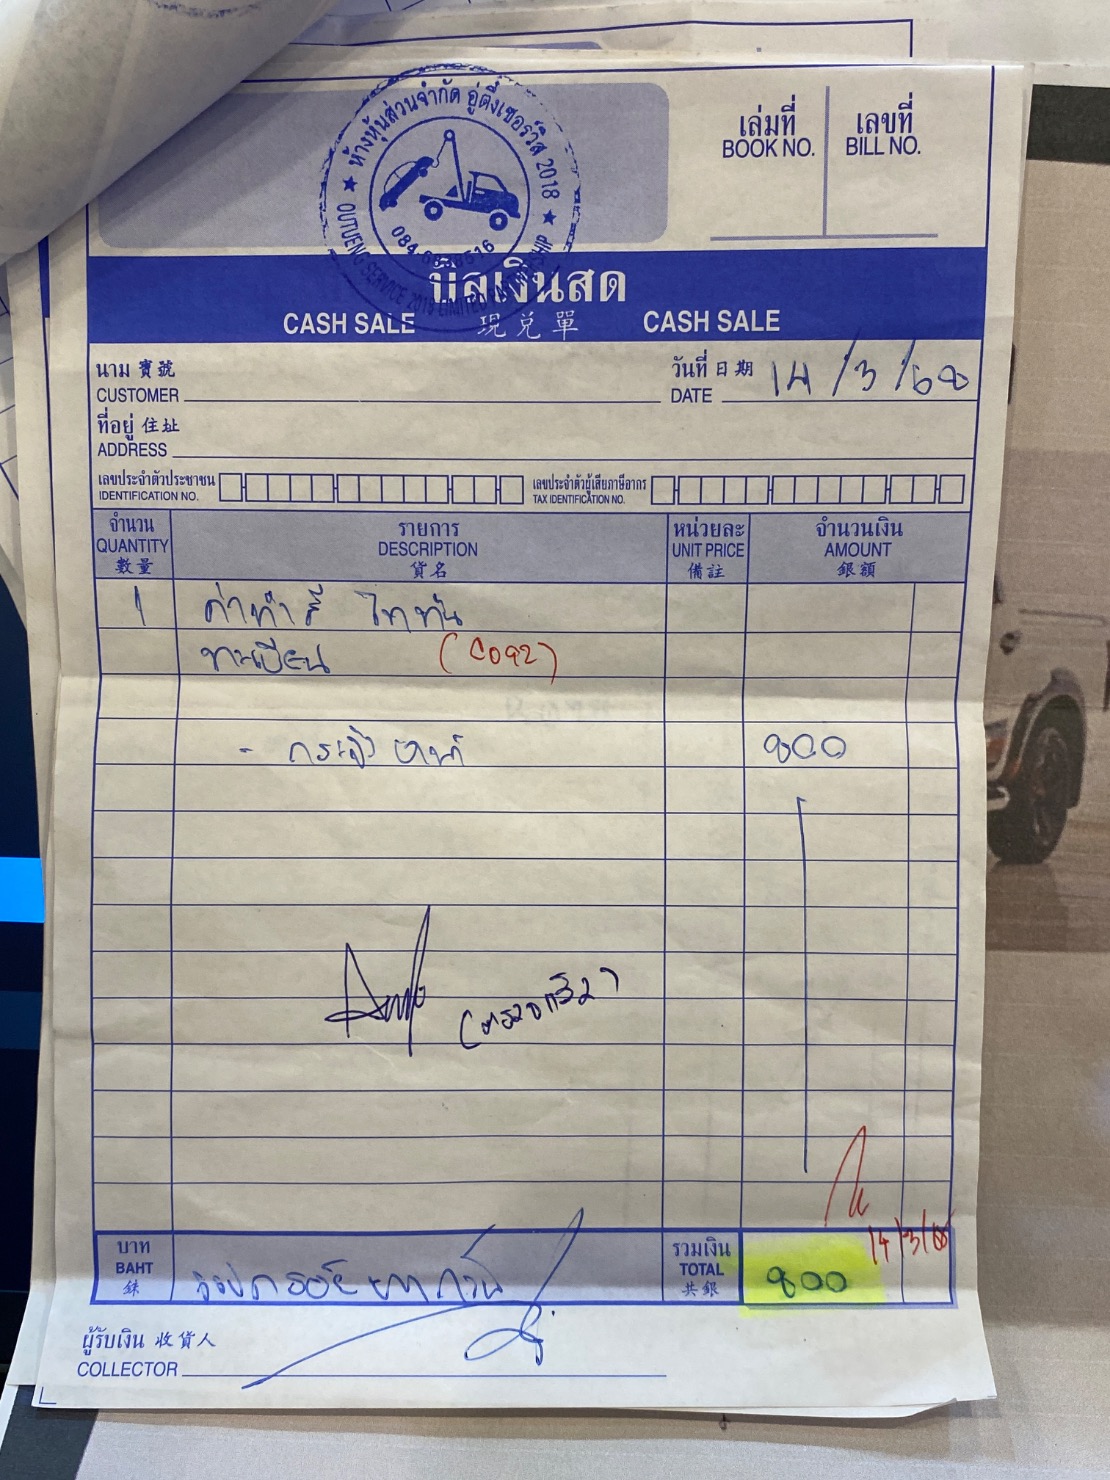 ห้างหุ้นส่วนจำกัด อู่ตึ๋งเซอร์วิส 2018
OUTUENG SERVICE 2018 LIMITED
เล่มที่
BOOK NO.
เลขที่
BILL NO.
บิลเงินสด
CASH SALE 現兌單 CASH SALE
นาม 寶號
CUSTOMER
วันที่ 日期
DATE 14/3/68
ที่อยู่ 住址
ADDRESS
เลขประจำตัวประชาชน
IDENTIFICATION NO.
เลขประจำตัวผู้เสียภาษีอากร
TAX IDENTIFICATION NO.
จำนวน รายการ หน่วยละ จำนวนเงิน
QUANTITY DESCRIPTION UNIT PRICE AMOUNT
數量 貨名 備註 銀額
1 ค่าทำสี ไททัน
ทะเบียน (C092)
- กระจัง หน้า 800
บาท
BAHT
銖
รวมเงิน
TOTAL
共銀
800
14/3/68
ผู้รับเงิน 收貨人
COLLECTOR